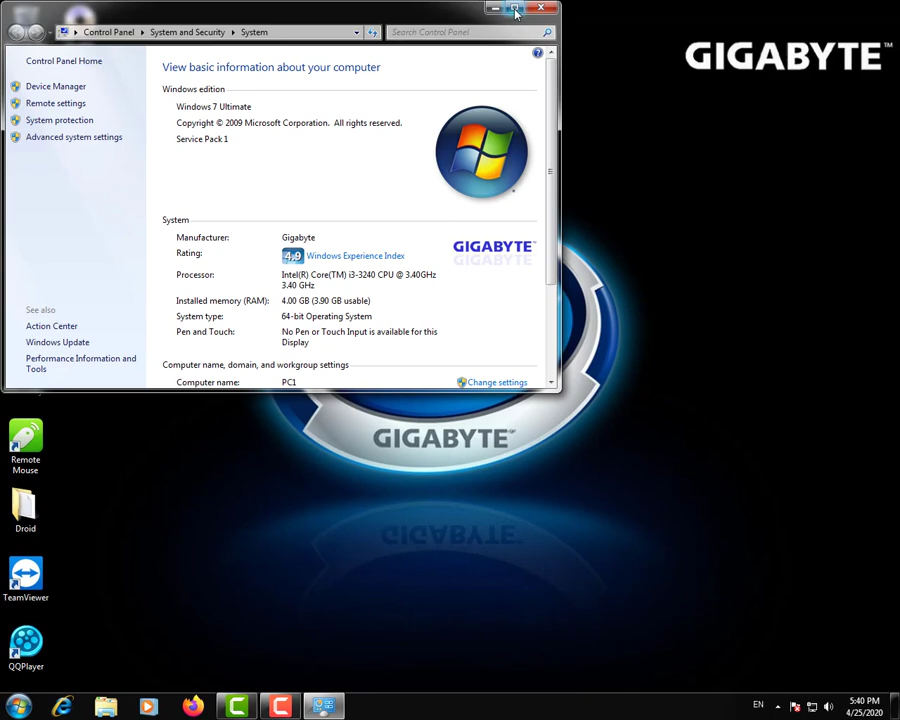 Control Panel
System and Security
System
Search Control Panel
Control Panel Home
Device Manager
Remote settings
System protection
Advanced system settings
See also
Action Center
Windows Update
Performance Information and
Tools
View basic information about your computer
Windows edition
Windows 7 Ultimate
Copyright © 2009 Microsoft Corporation. All rights reserved.
Service Pack 1
System
Manufacturer: Gigabyte
Rating: 4,9 Windows Experience Index
Processor: Intel(R) Core(TM) i3-3240 CPU @ 3.40GHz
3.40 GHz
Installed memory (RAM): 4.00 GB (3.90 GB usable)
System type: 64-bit Operating System
Pen and Touch: No Pen or Touch Input is available for this
Display
GIGABYTE™
Computer name, domain, and workgroup settings
Computer name: PC1 Change settings
GIGABYTE™
GIGABYTE™
Remote
Mouse
Droid
TeamViewer
QQPlayer
EN
5:40 PM
4/25/2020